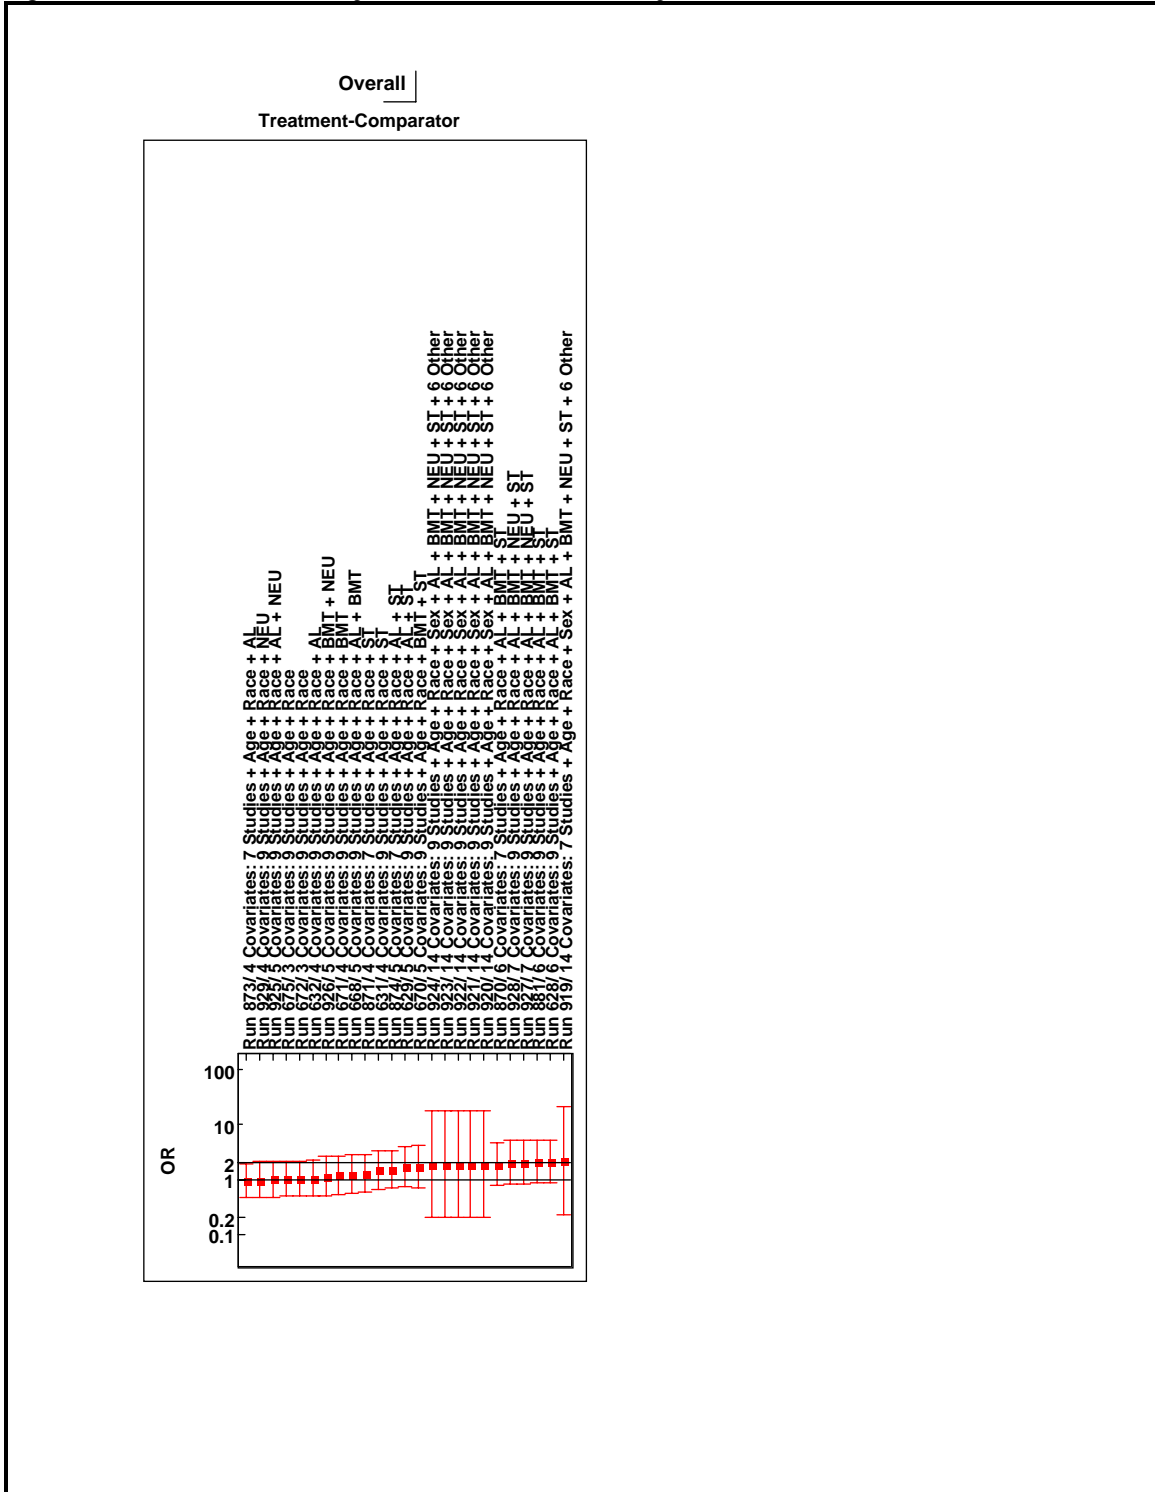 Overall
Treatment-Comparator
Run 873/ 4 Covariates: 7 Studies + Age + Race + AL
Run 929/ 4 Covariates: 9 Studies + Age + Race + NEU
Run 925/ 5 Covariates: 9 Studies + Age + Race + AL + NEU
Run 675/ 3 Covariates: 9 Studies + Age + Race
Run 672/ 3 Covariates: 9 Studies + Age + Race
Run 632/ 4 Covariates: 9 Studies + Age + Race + AL
Run 926/ 5 Covariates: 9 Studies + Age + Race + BMT + NEU
Run 671/ 4 Covariates: 9 Studies + Age + Race + BMT
Run 668/ 5 Covariates: 9 Studies + Age + Race + AL + BMT
Run 871/ 4 Covariates: 7 Studies + Age + Race + ST
Run 631/ 4 Covariates: 9 Studies + Age + Race + ST
Run 874/ 5 Covariates: 7 Studies + Age + Race + AL + ST
Run 629/ 5 Covariates: 9 Studies + Age + Race + AL + ST
Run 670/ 5 Covariates: 9 Studies + Age + Race + BMT + ST
Run 924/ 14 Covariates: 9 Studies + Age + Race + Sex + AL + BMT + NEU + ST + 6 Other
Run 923/ 14 Covariates: 9 Studies + Age + Race + Sex + AL + BMT + NEU + ST + 6 Other
Run 922/ 14 Covariates: 9 Studies + Age + Race + Sex + AL + BMT + NEU + ST + 6 Other
Run 921/ 14 Covariates: 9 Studies + Age + Race + Sex + AL + BMT + NEU + ST + 6 Other
Run 920/ 14 Covariates: 9 Studies + Age + Race + Sex + AL + BMT + NEU + ST + 6 Other
Run 870/ 6 Covariates: 7 Studies + Age + Race + AL + BMT + ST
Run 928/ 7 Covariates: 9 Studies + Age + Race + AL + BMT + NEU + ST
Run 927/ 7 Covariates: 9 Studies + Age + Race + AL + BMT + NEU + ST
Run 881/ 6 Covariates: 9 Studies + Age + Race + AL + BMT + ST
Run 628/ 6 Covariates: 9 Studies + Age + Race + AL + BMT + ST
Run 919/ 14 Covariates: 7 Studies + Age + Race + Sex + AL + BMT + NEU + ST + 6 Other
100
10
2
1
0.2
0.1
OR